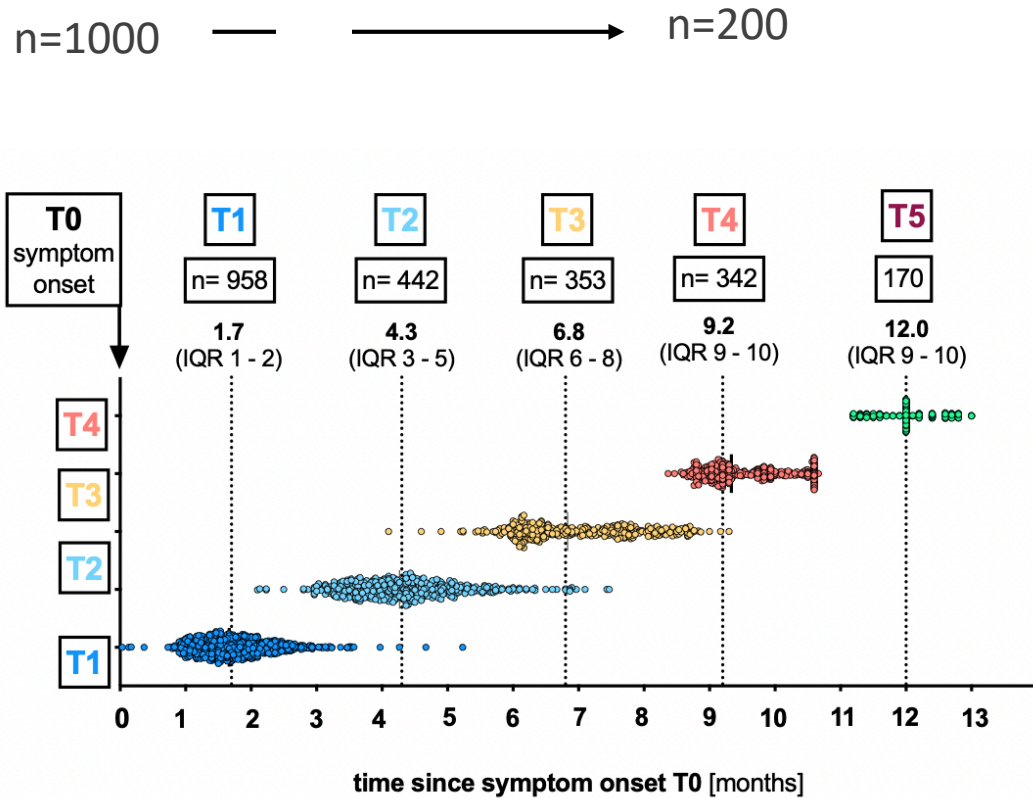 n=1000
n=200
T0
symptom
onset
T1
T2
T3
T4
T5
n= 958
n= 442
n= 353
n= 342
170
1.7
(IQR 1 - 2)
4.3
(IQR 3 - 5)
6.8
(IQR 6 - 8)
9.2
(IQR 9 - 10)
12.0
(IQR 9 - 10)
T4
T3
T2
T1
0 1 2 3 4 5 6 7 8 9 10 11 12 13
time since symptom onset T0 [months]